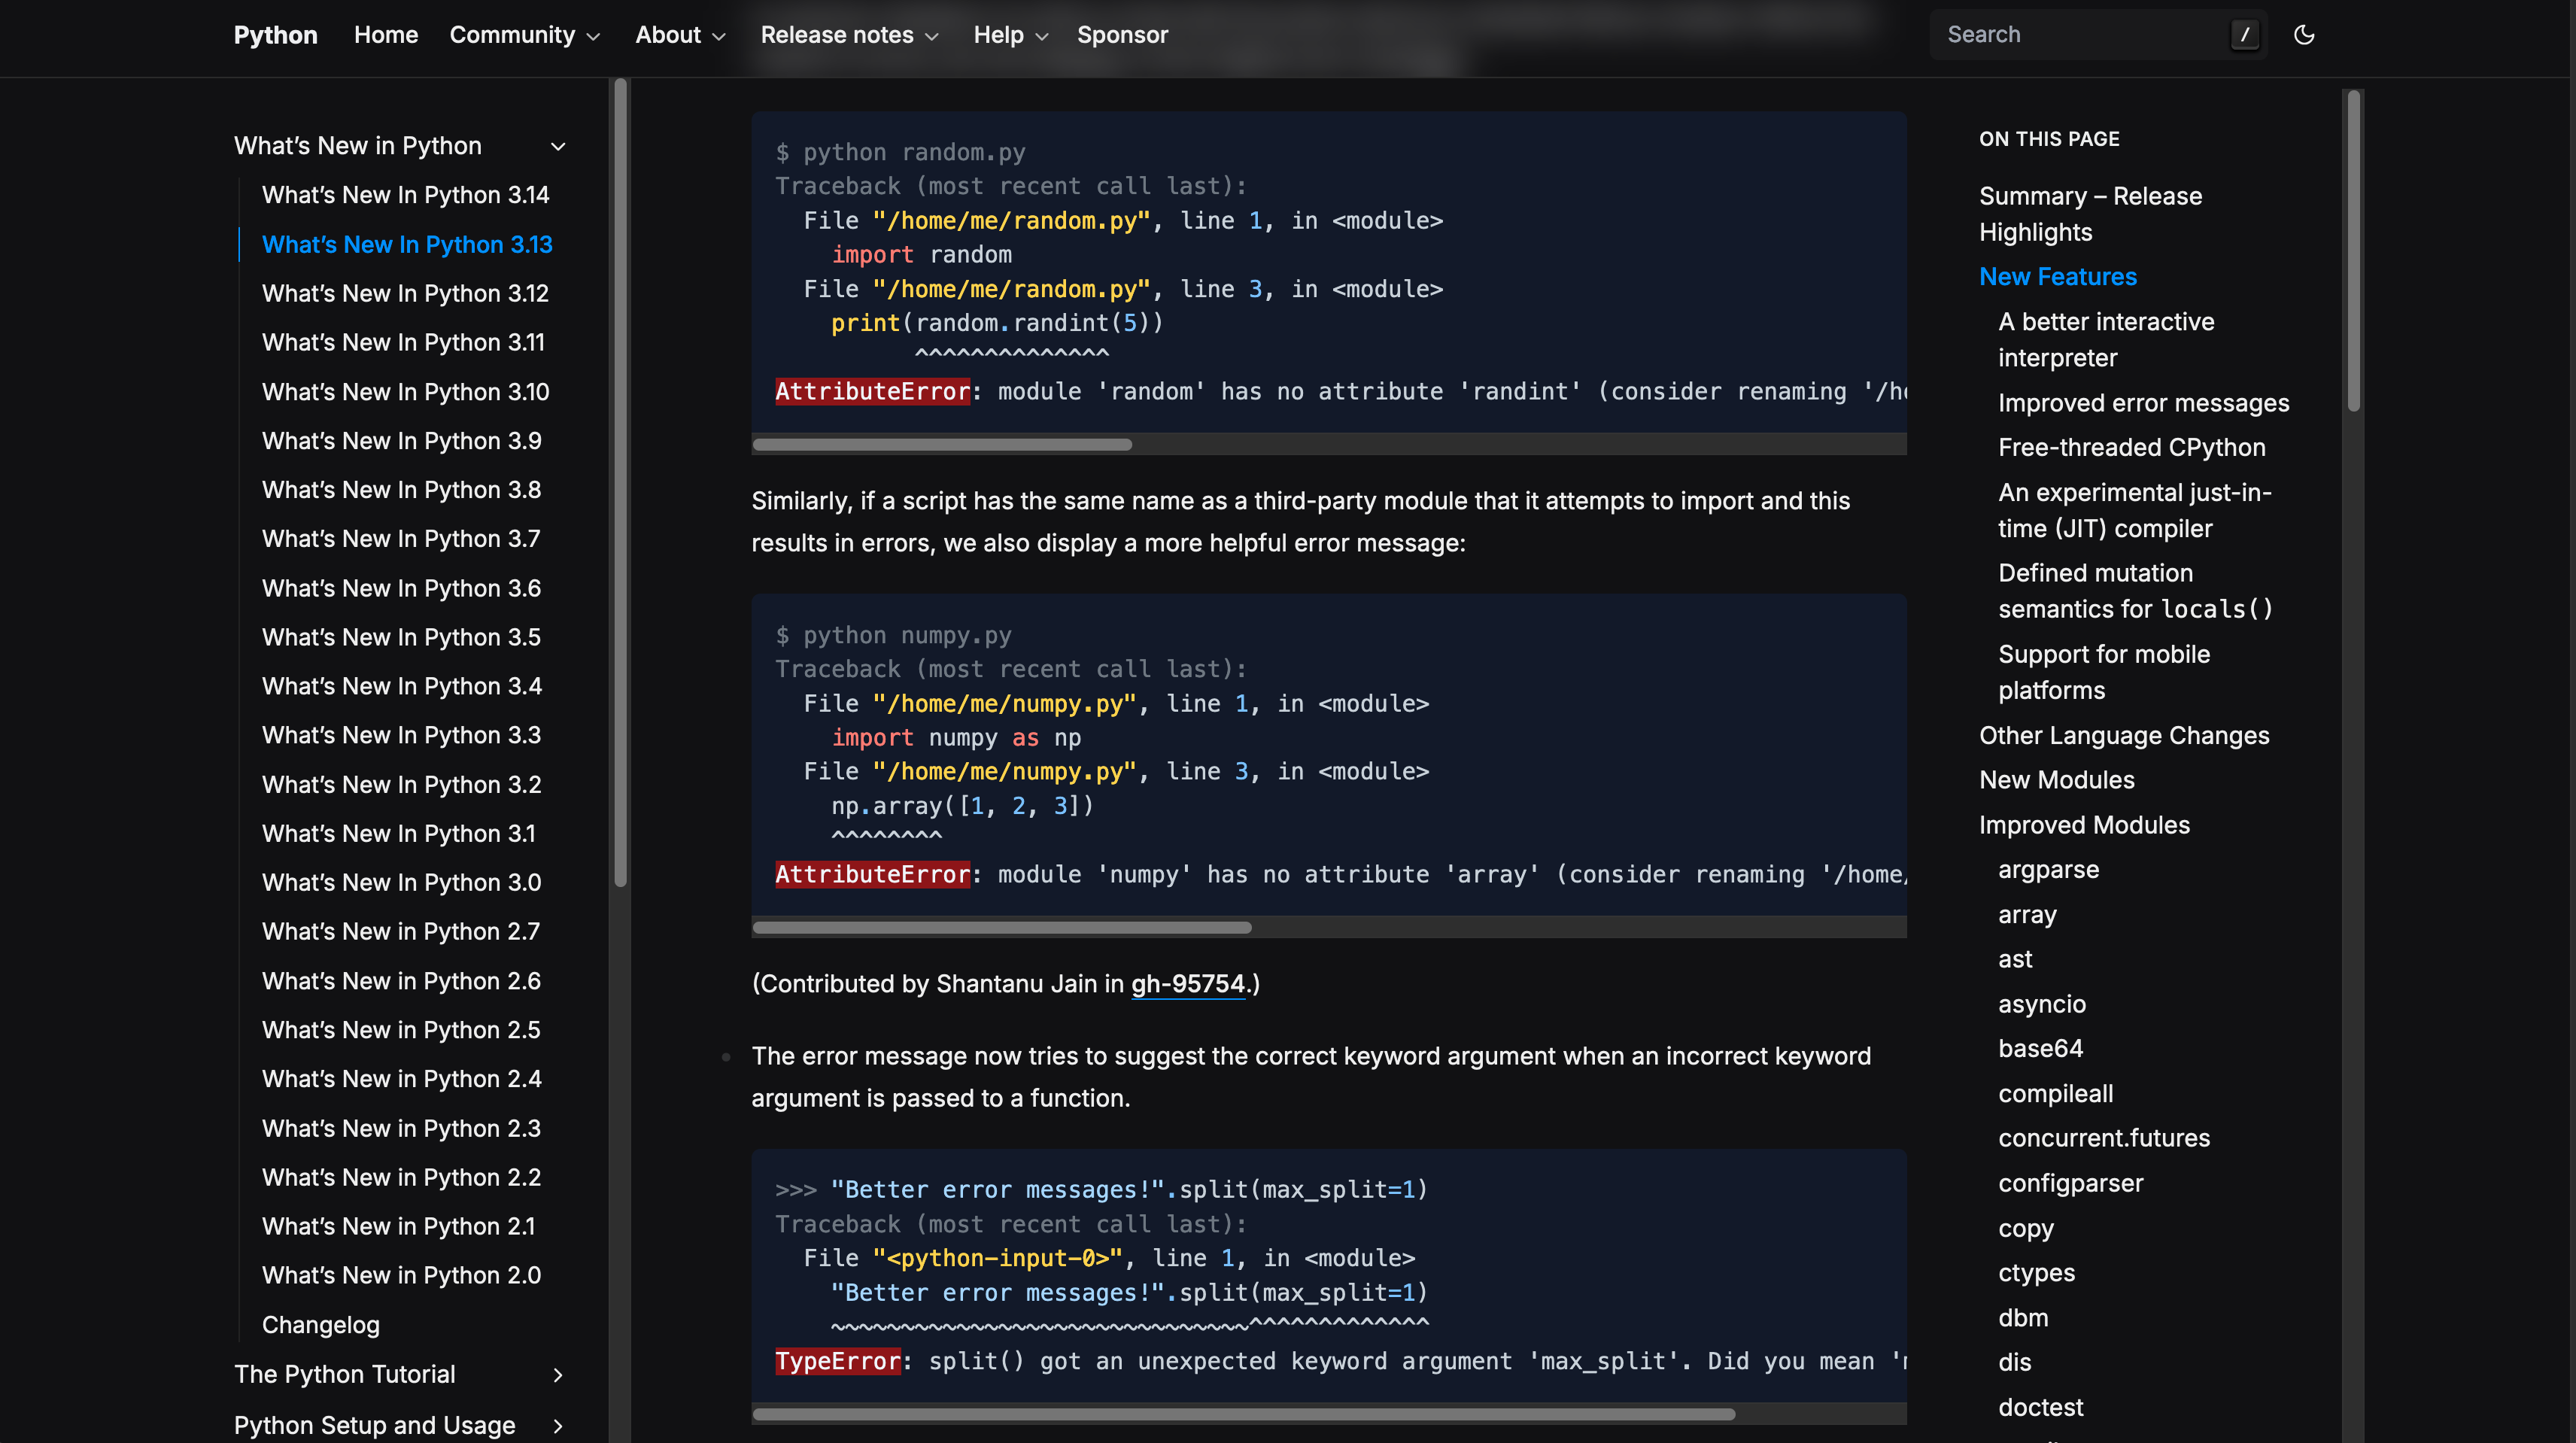 Python Home Community About Release notes Help Sponsor Search /
What’s New in Python
What’s New In Python 3.14
What’s New In Python 3.13
What’s New In Python 3.12
What’s New In Python 3.11
What’s New In Python 3.10
What’s New In Python 3.9
What’s New In Python 3.8
What’s New In Python 3.7
What’s New In Python 3.6
What’s New In Python 3.5
What’s New In Python 3.4
What’s New In Python 3.3
What’s New In Python 3.2
What’s New In Python 3.1
What’s New In Python 3.0
What’s New in Python 2.7
What’s New in Python 2.6
What’s New in Python 2.5
What’s New in Python 2.4
What’s New in Python 2.3
What’s New in Python 2.2
What’s New in Python 2.1
What’s New in Python 2.0
Changelog
The Python Tutorial
Python Setup and Usage
$ python random.py
Traceback (most recent call last):
  File "/home/me/random.py", line 1, in <module>
    import random
  File "/home/me/random.py", line 3, in <module>
    print(random.randint(5))
          ^^^^^^^^^^^^^^
AttributeError: module 'random' has no attribute 'randint' (consider renaming '/h
Similarly, if a script has the same name as a third-party module that it attempts to import and this
results in errors, we also display a more helpful error message:
$ python numpy.py
Traceback (most recent call last):
  File "/home/me/numpy.py", line 1, in <module>
    import numpy as np
  File "/home/me/numpy.py", line 3, in <module>
    np.array([1, 2, 3])
    ^^^^^^^^
AttributeError: module 'numpy' has no attribute 'array' (consider renaming '/home/
(Contributed by Shantanu Jain in gh-95754.)
• The error message now tries to suggest the correct keyword argument when an incorrect keyword
argument is passed to a function.
>>> "Better error messages!".split(max_split=1)
Traceback (most recent call last):
  File "<python-input-0>", line 1, in <module>
    "Better error messages!".split(max_split=1)
    ~~~~~~~~~~~~~~~~~~~~~~~~~~~~~~^^^^^^^^^^^^^
TypeError: split() got an unexpected keyword argument 'max_split'. Did you mean '
ON THIS PAGE
Summary – Release
Highlights
New Features
A better interactive
interpreter
Improved error messages
Free-threaded CPython
An experimental just-in-
time (JIT) compiler
Defined mutation
semantics for locals()
Support for mobile
platforms
Other Language Changes
New Modules
Improved Modules
argparse
array
ast
asyncio
base64
compileall
concurrent.futures
configparser
copy
ctypes
dbm
dis
doctest